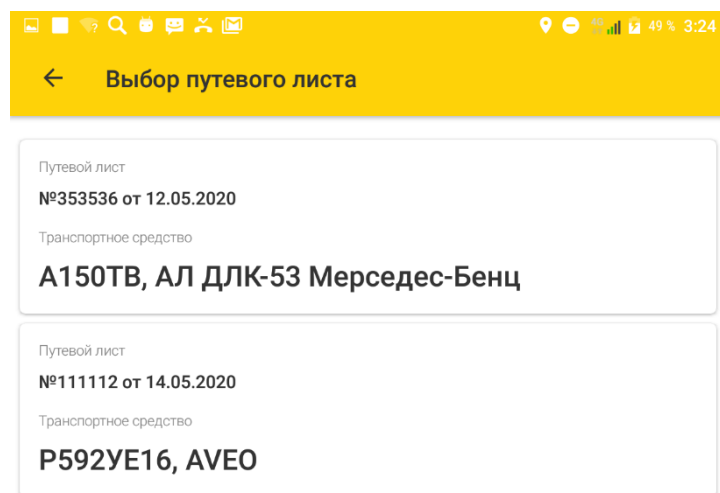 49 % 3:24
Выбор путевого листа
Путевой лист
№353536 от 12.05.2020
Транспортное средство
А150ТВ, АЛ ДЛК-53 Мерседес-Бенц
Путевой лист
№111112 от 14.05.2020
Транспортное средство
Р592УЕ16, AVEO